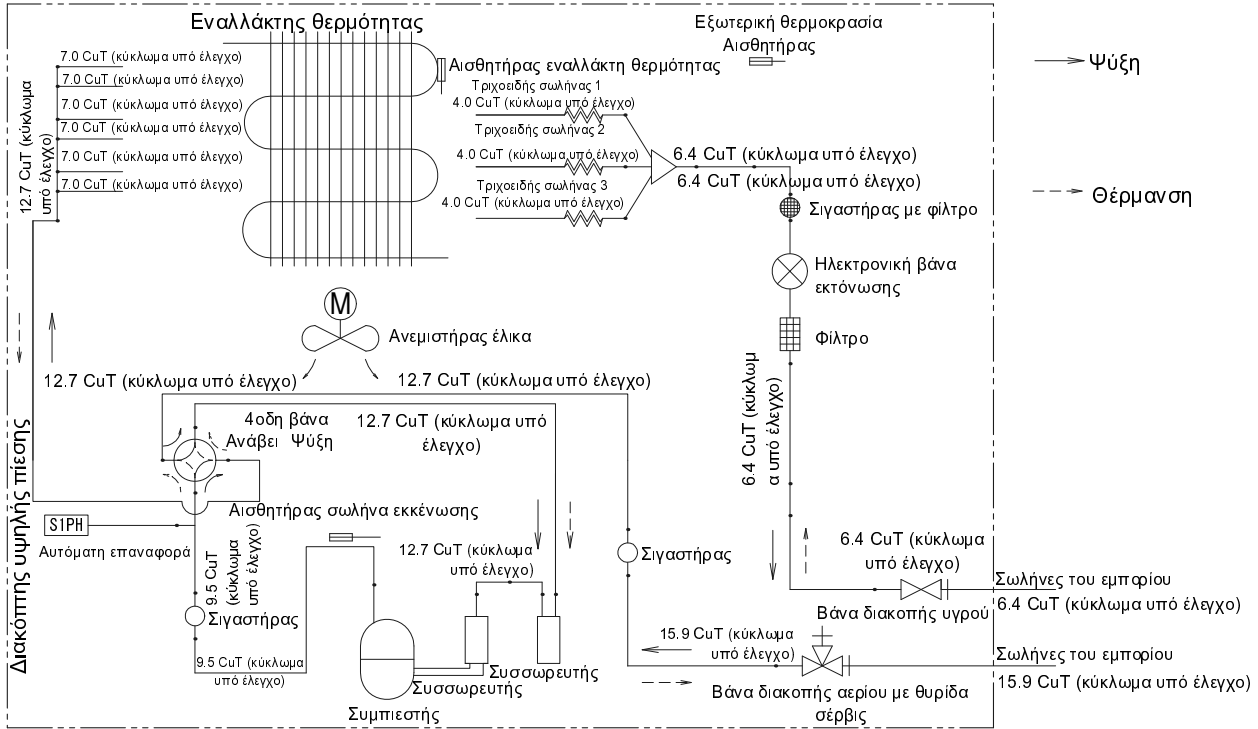 Εναλλάκτης θερμότητας
Εξωτερική θερμοκρασία
Αισθητήρας
Ψύξη
Θέρμανση
7.0 CuT (κύκλωμα υπό έλεγχο)
7.0 CuT (κύκλωμα υπό έλεγχο)
7.0 CuT (κύκλωμα υπό έλεγχο)
7.0 CuT (κύκλωμα υπό έλεγχο)
7.0 CuT (κύκλωμα υπό έλεγχο)
7.0 CuT (κύκλωμα υπό έλεγχο)
12.7 CuT (κύκλωμα
υπό έλεγχο)
Αισθητήρας εναλλάκτη θερμότητας
Τριχοειδής σωλήνας 1
4.0 CuT (κύκλωμα υπό έλεγχο)
Τριχοειδής σωλήνας 2
4.0 CuT (κύκλωμα υπό έλεγχο)
Τριχοειδής σωλήνας 3
4.0 CuT (κύκλωμα υπό έλεγχο)
6.4 CuT (κύκλωμα υπό έλεγχο)
6.4 CuT (κύκλωμα υπό έλεγχο)
Σιγαστήρας με φίλτρο
Ηλεκτρονική βάνα
εκτόνωσης
Φίλτρο
M
Ανεμιστήρας έλικα
12.7 CuT (κύκλωμα υπό έλεγχο)
12.7 CuT (κύκλωμα υπό έλεγχο)
4οδη βάνα
Ανάβει Ψύξη
12.7 CuT (κύκλωμα υπό
έλεγχο)
6.4 CuT (κύκλωμ
α υπό έλεγχο)
Διακόπτης υψηλής πίεσης
S1PH
Αυτόματη επαναφορά
Αισθητήρας σωλήνα εκκένωσης
9.5 CuT
(κύκλωμα
υπό έλεγχο)
Σιγαστήρας
12.7 CuT (κύκλωμα
υπό έλεγχο)
Σιγαστήρας
6.4 CuT (κύκλωμα
υπό έλεγχο)
Βάνα διακοπής υγρού
Σωλήνες του εμπορίου
6.4 CuT (κύκλωμα υπό έλεγχο)
9.5 CuT (κύκλωμα
υπό έλεγχο)
Συσσωρευτής
Συσσωρευτής
Συμπιεστής
15.9 CuT (κύκλωμα
υπό έλεγχο)
Βάνα διακοπής αερίου με θυρίδα
σέρβις
Σωλήνες του εμπορίου
15.9 CuT (κύκλωμα υπό έλεγχο)